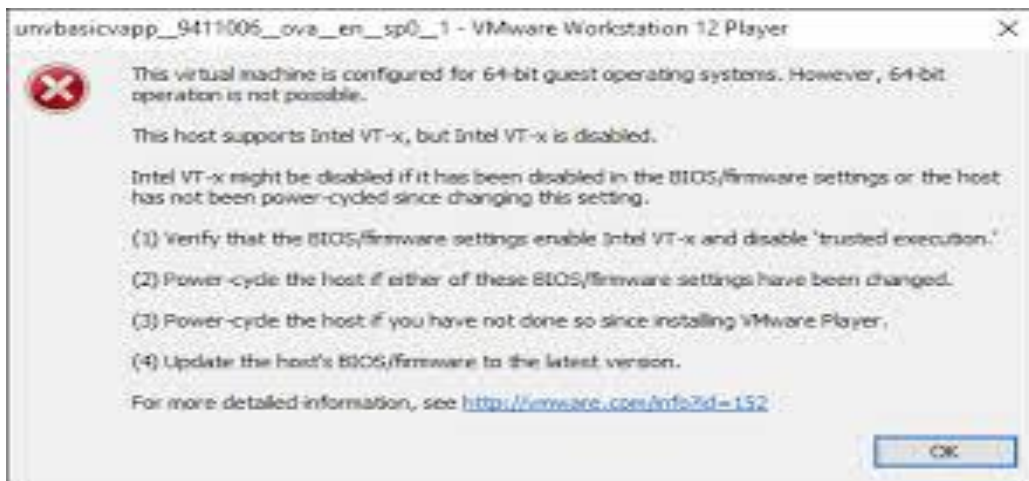 unvbasicvapp__9411006__ova__en__sp0__1 - VMware Workstation 12 Player
This virtual machine is configured for 64-bit guest operating systems. However, 64-bit
operation is not possible.
This host supports Intel VT-x, but Intel VT-x is disabled.
Intel VT-x might be disabled if it has been disabled in the BIOS/firmware settings or the host
has not been power-cycled since changing this setting.
(1) Verify that the BIOS/firmware settings enable Intel VT-x and disable 'trusted execution.'
(2) Power-cycle the host if either of these BIOS/firmware settings have been changed.
(3) Power-cycle the host if you have not done so since installing VMware Player.
(4) Update the host's BIOS/firmware to the latest version.
For more detailed information, see http://vmware.com/info?id=152
OK